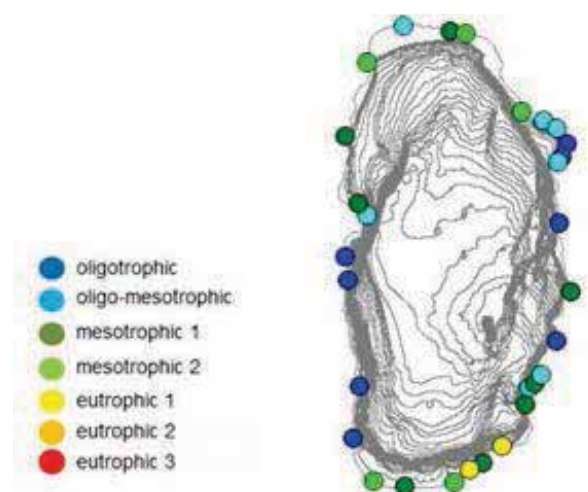 oligotrophic
oligo-mesotrophic
mesotrophic 1
mesotrophic 2
eutrophic 1
eutrophic 2
eutrophic 3